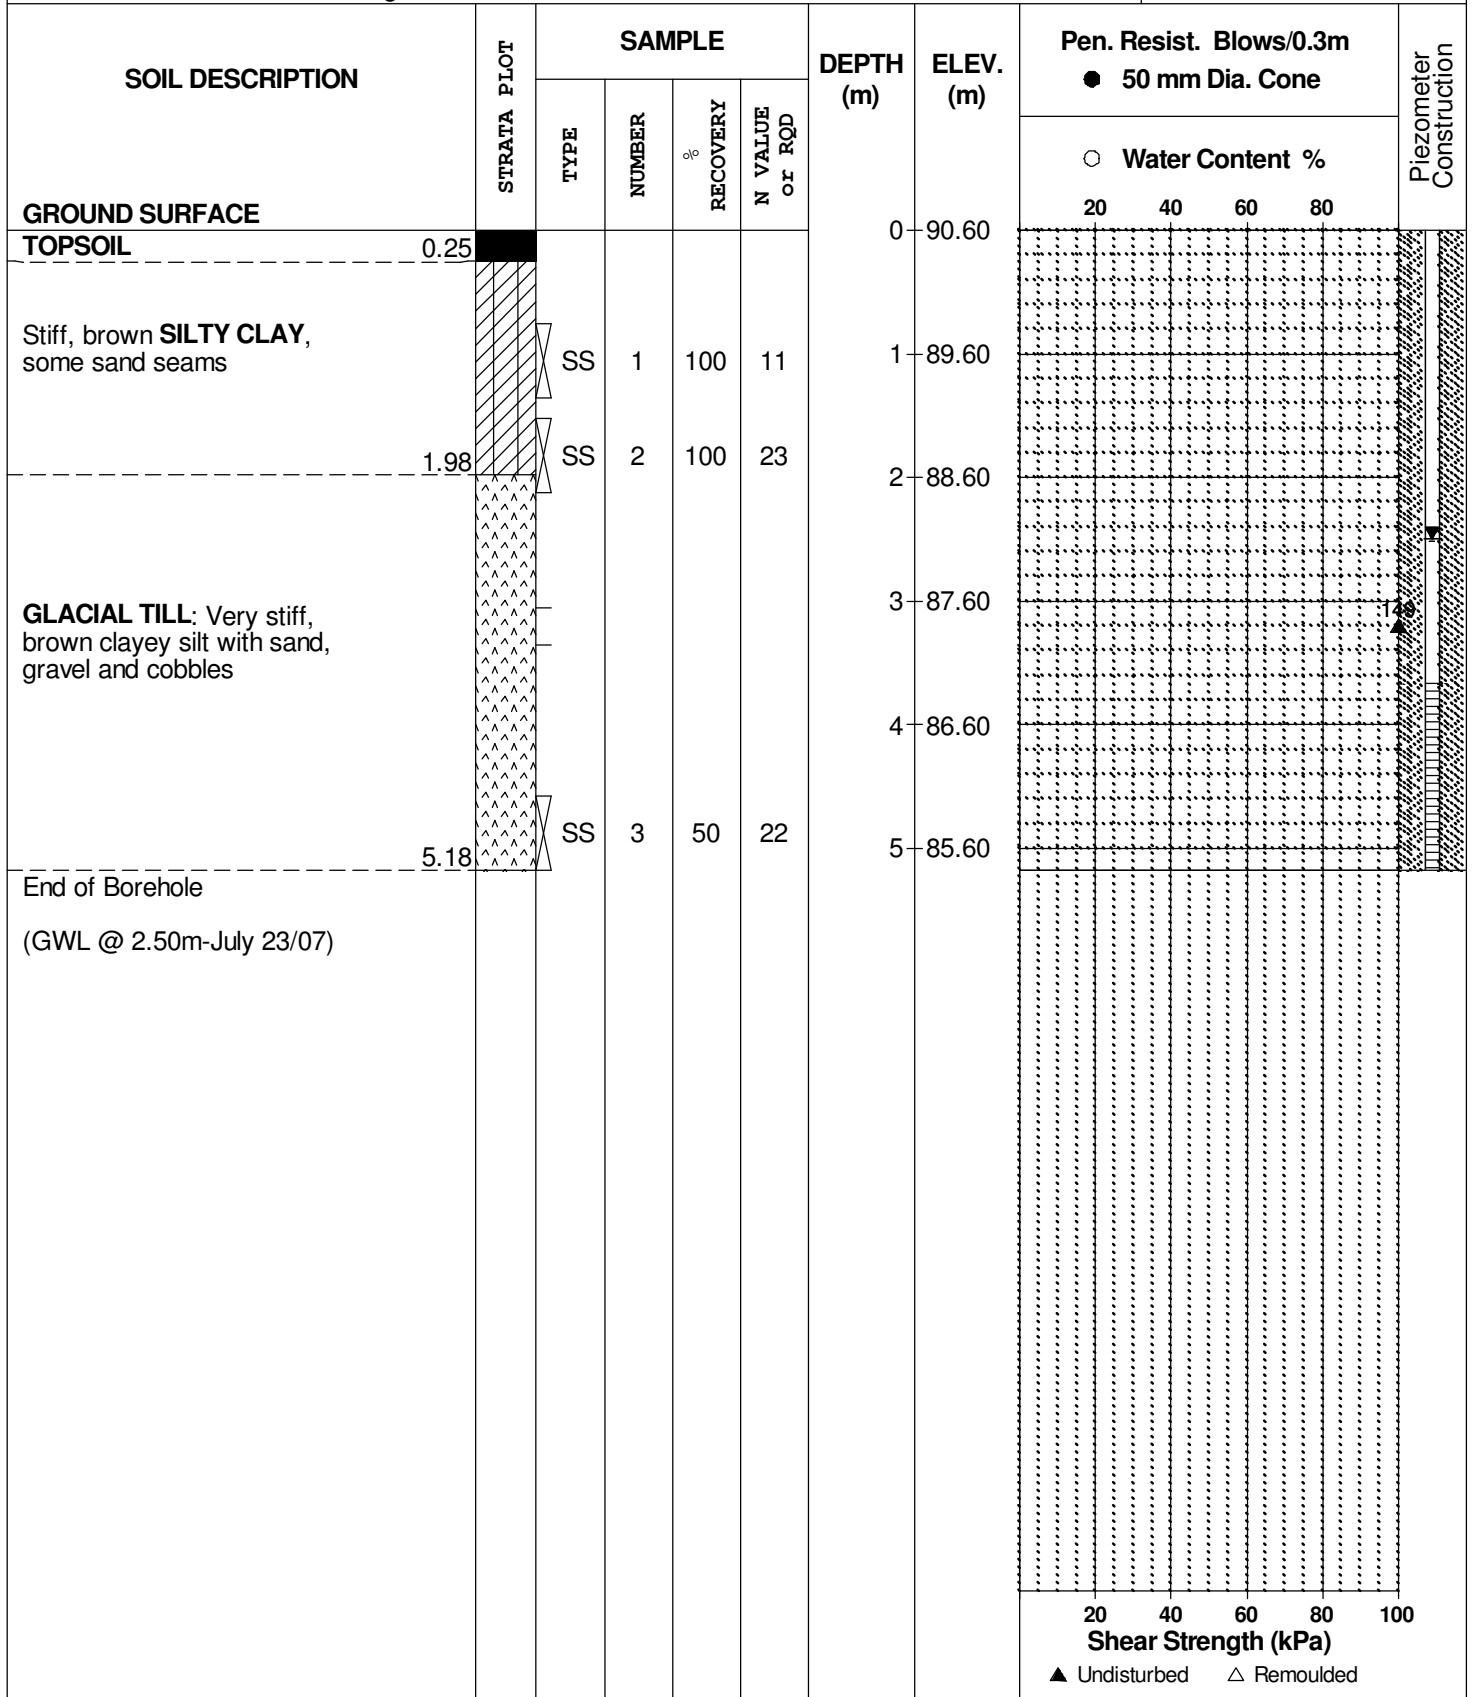 SOIL DESCRIPTION
STRATA PLOT
SAMPLE
TYPE
NUMBER
%
RECOVERY
N VALUE
or RQD
DEPTH
(m)
ELEV.
(m)
Pen. Resist. Blows/0.3m
● 50 mm Dia. Cone
○ Water Content %
20 40 60 80
Piezometer
Construction
GROUND SURFACE
0 90.60
TOPSOIL 0.25
Stiff, brown SILTY CLAY,
some sand seams
SS 1 100 11
1 89.60
SS 2 100 23
1.98
2 88.60
GLACIAL TILL: Very stiff,
brown clayey silt with sand,
gravel and cobbles
3 87.60
4 86.60
SS 3 50 22
5 85.60
5.18
End of Borehole
(GWL @ 2.50m-July 23/07)
20 40 60 80 100
Shear Strength (kPa)
▲ Undisturbed △ Remoulded